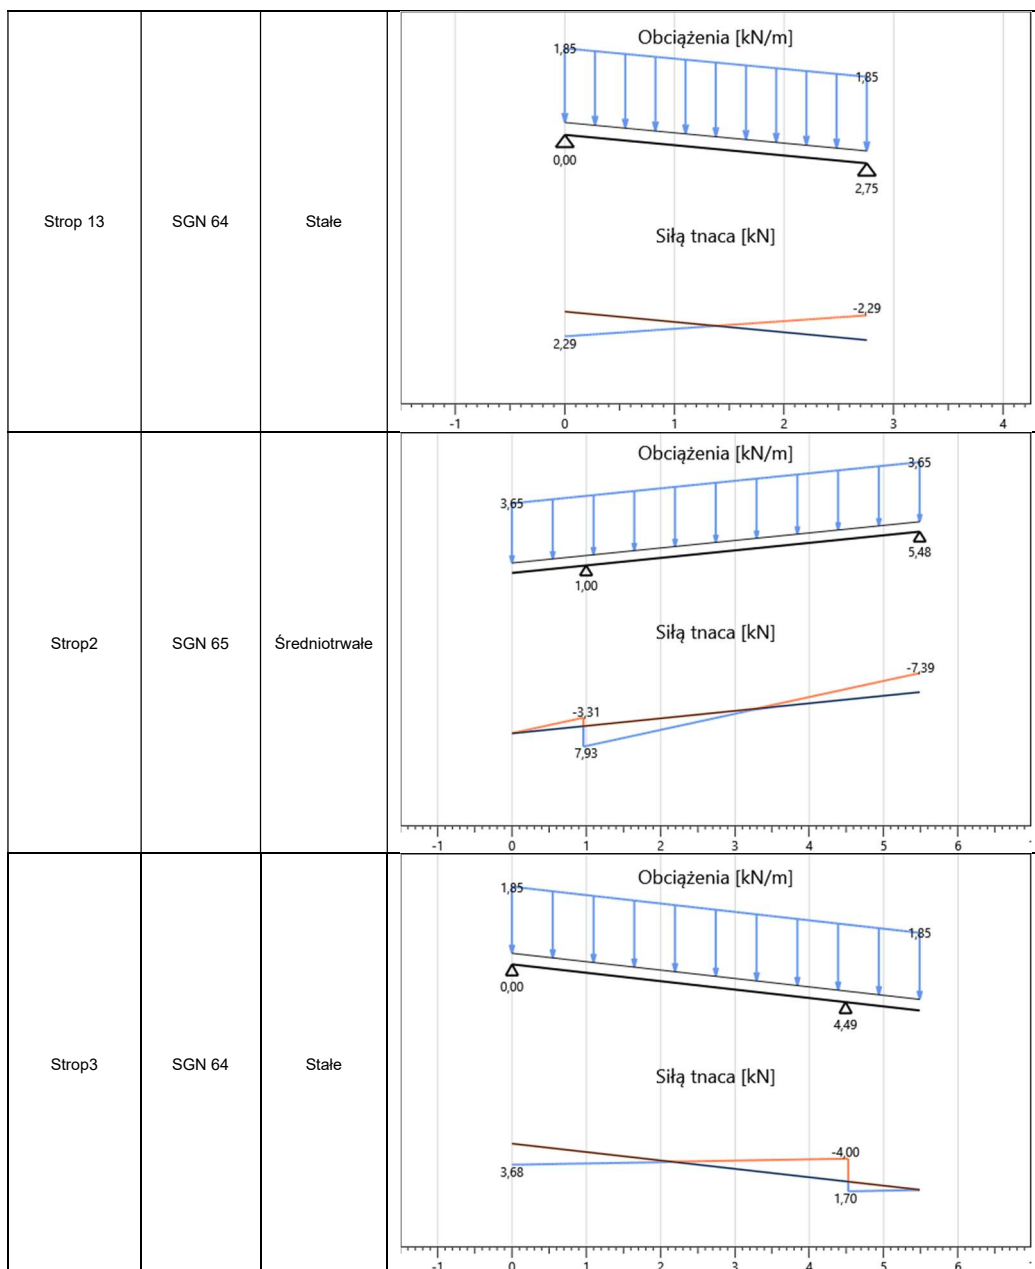 Strop 13
SGN 64
Stałe
Obciążenia [kN/m]
1,85
1,85
0,00
2,75
Siłą tnaca [kN]
-2,29
2,29
-1 0 1 2 3 4
Strop2
SGN 65
Średniotrwałe
Obciążenia [kN/m]
3,65
3,65
5,48
1,00
Siłą tnaca [kN]
-7,39
-3,31
7,93
-1 0 1 2 3 4 5 6
Strop3
SGN 64
Stałe
Obciążenia [kN/m]
1,85
1,85
0,00
4,49
Siłą tnaca [kN]
-4,00
3,68
1,70
-1 0 1 2 3 4 5 6